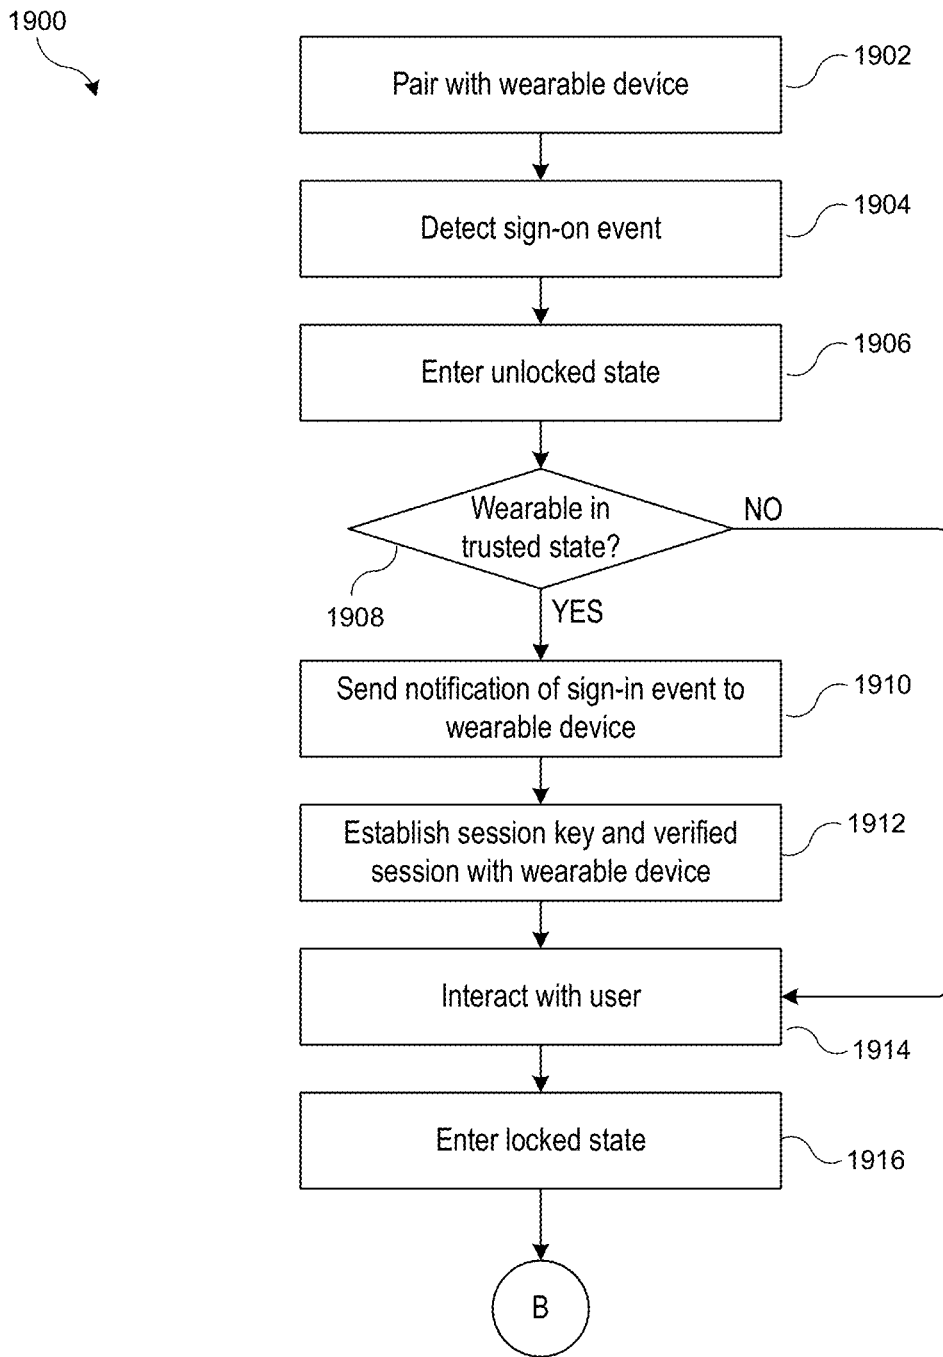 1900
1902
Pair with wearable device
1904
Detect sign-on event
1906
Enter unlocked state
Wearable in
trusted state?
NO
1908
YES
1910
Send notification of sign-in event to
wearable device
1912
Establish session key and verified
session with wearable device
Interact with user
1914
Enter locked state
1916
B